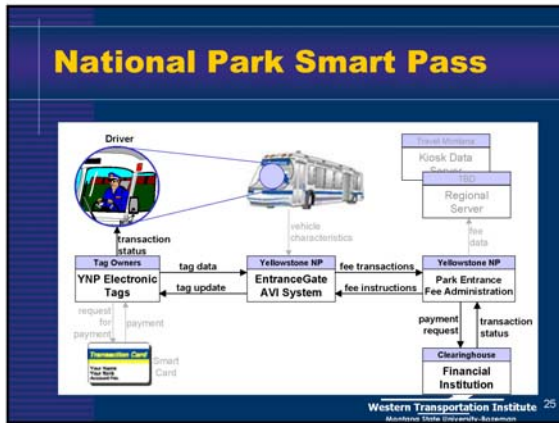 National Park Smart Pass
Driver
Travel Montana
Kiosk Data
Server
TBD
Regional
Server
transaction
status
vehicle
characteristics
fee
data
Tag Owners
YNP Electronic
Tags
tag data
tag update
Yellowstone NP
EntranceGate
AVI System
fee transactions
fee instructions
Yellowstone NP
Park Entrance
Fee Administration
request
for
payment
payment
payment
request
transaction
status
Transaction Card
Your Name
Your Bank
Account No.
Smart
Card
Clearinghouse
Financial
Institution
Western Transportation Institute
Montana State University-Bozeman
25